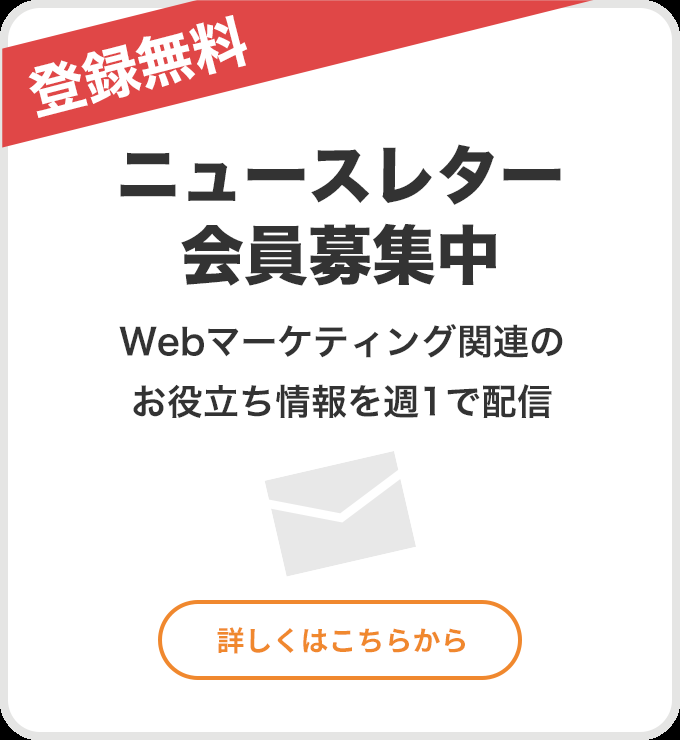 登録無料
ニュースレター
会員募集中
Webマーケティング関連の
お役立ち情報を週1で配信
詳しくはこちらから